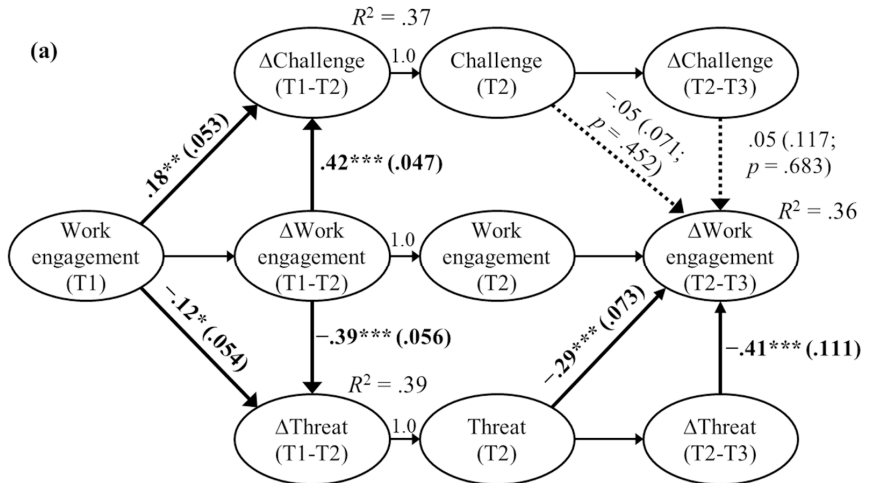 R² = .37
(a)
ΔChallenge
(T1-T2)
1.0
Challenge
(T2)
ΔChallenge
(T2-T3)
.18** (.053)
.42*** (.047)
−.05 (.071;
p = .452)
.05 (.117;
p = .683)
R² = .36
Work
engagement
(T1)
ΔWork
engagement
(T1-T2)
1.0
Work
engagement
(T2)
ΔWork
engagement
(T2-T3)
−.12* (.054)
−.39*** (.056)
−.29*** (.073)
−.41*** (.111)
R² = .39
ΔThreat
(T1-T2)
1.0
Threat
(T2)
ΔThreat
(T2-T3)